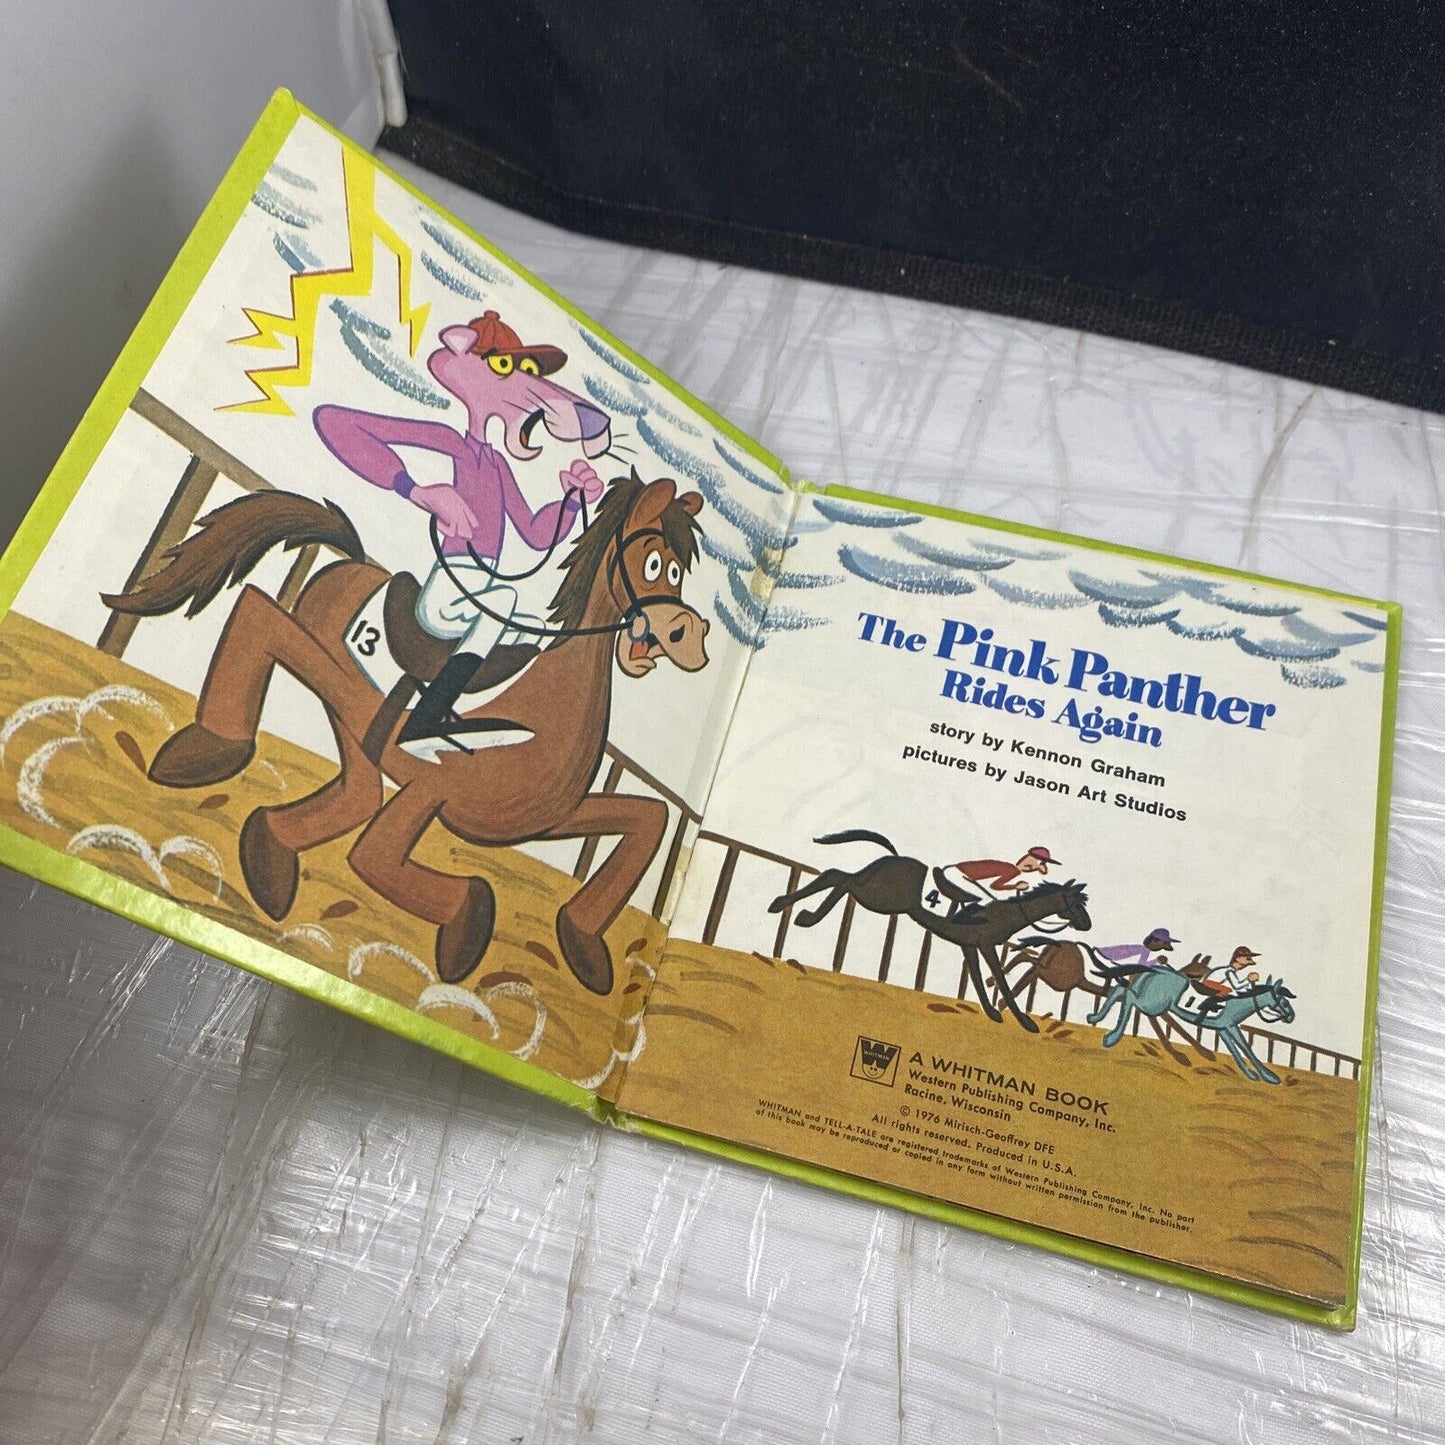 13
The Pink Panther
Rides Again
story by Kennon Graham
pictures by Jason Art Studios
4
1
WHITMAN
A WHITMAN BOOK
Western Publishing Company, Inc.
Racine, Wisconsin
© 1976 Mirisch-Geoffrey DFE
All rights reserved. Produced in U.S.A.
WHITMAN and TELL-A-TALE are registered trademarks of Western Publishing Company, Inc. No part
of this book may be reproduced or copied in any form without written permission from the publisher.